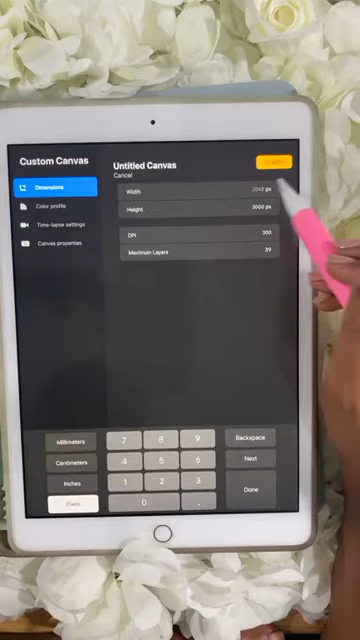 Custom Canvas
Untitled Canvas
Create
Cancel
Dimensions
Width 2048 px
Color profile
Height 3000 px
Time-lapse settings
DPI 300
Canvas properties
Maximum Layers 39
Millimeters 7 8 9 Backspace
Centimeters 4 5 6 Next
Inches 1 2 3 Done
Pixels 0 .